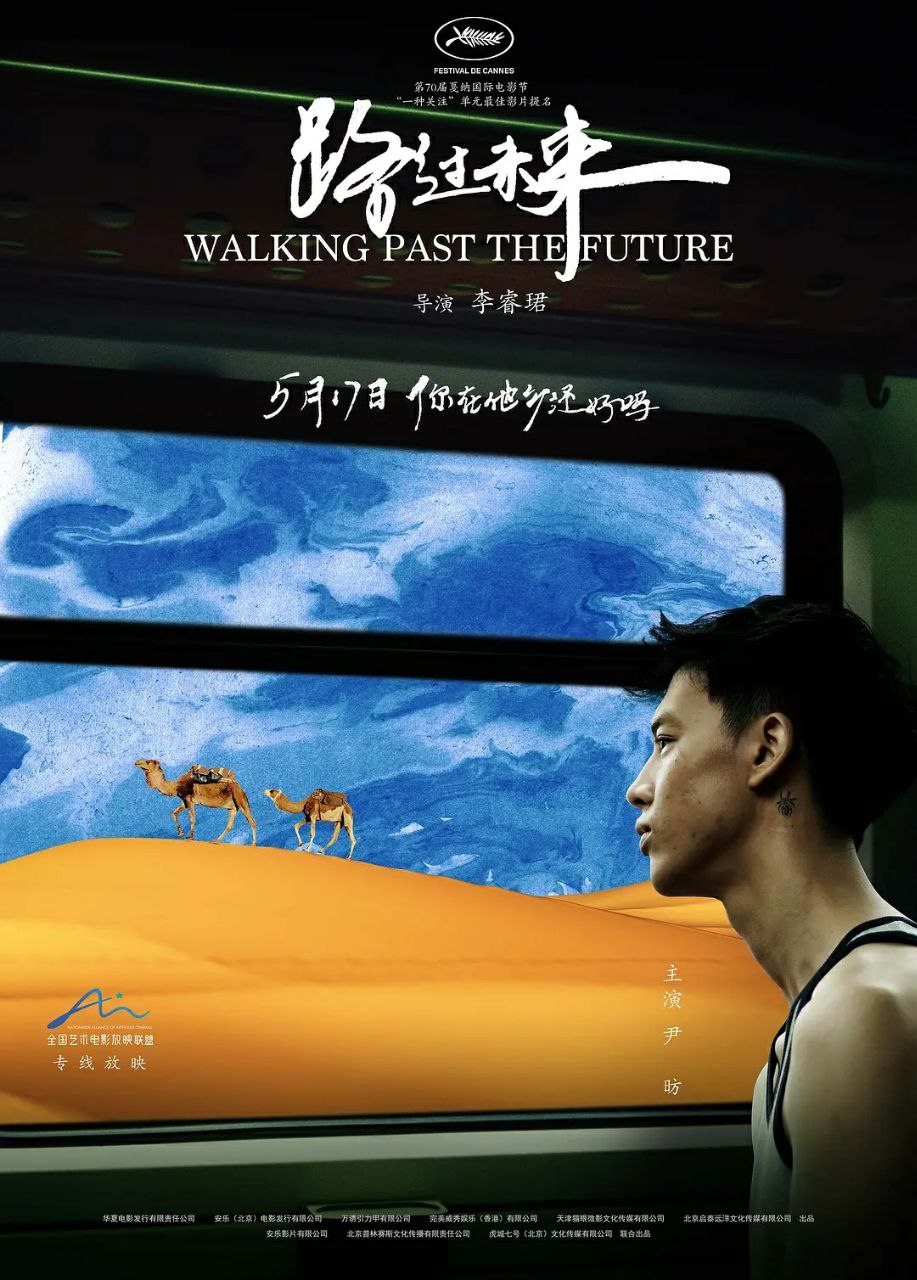 FESTIVAL DE CANNES
第70届戛纳国际电影节
“一种关注”单元最佳影片提名
路过未来
WALKING PAST THE FUTURE
导演 李睿珺
5月17日 你在他乡还好吗
主演 尹昉
NATIONWIDE ALLIANCE OF ARTHOUSE CINEMAS
全国艺术电影放映联盟
专线放映
华夏电影发行有限责任公司 安乐（北京）电影发行有限公司 万诱引力甲有限公司 完美威秀娱乐（香港）有限公司 天津猫眼微影文化传媒有限公司 北京启泰远洋文化传媒有限公司 出品
安乐影片有限公司 北京普林赛斯文化传播有限责任公司 虎城七号（北京）文化传媒有限公司 联合出品